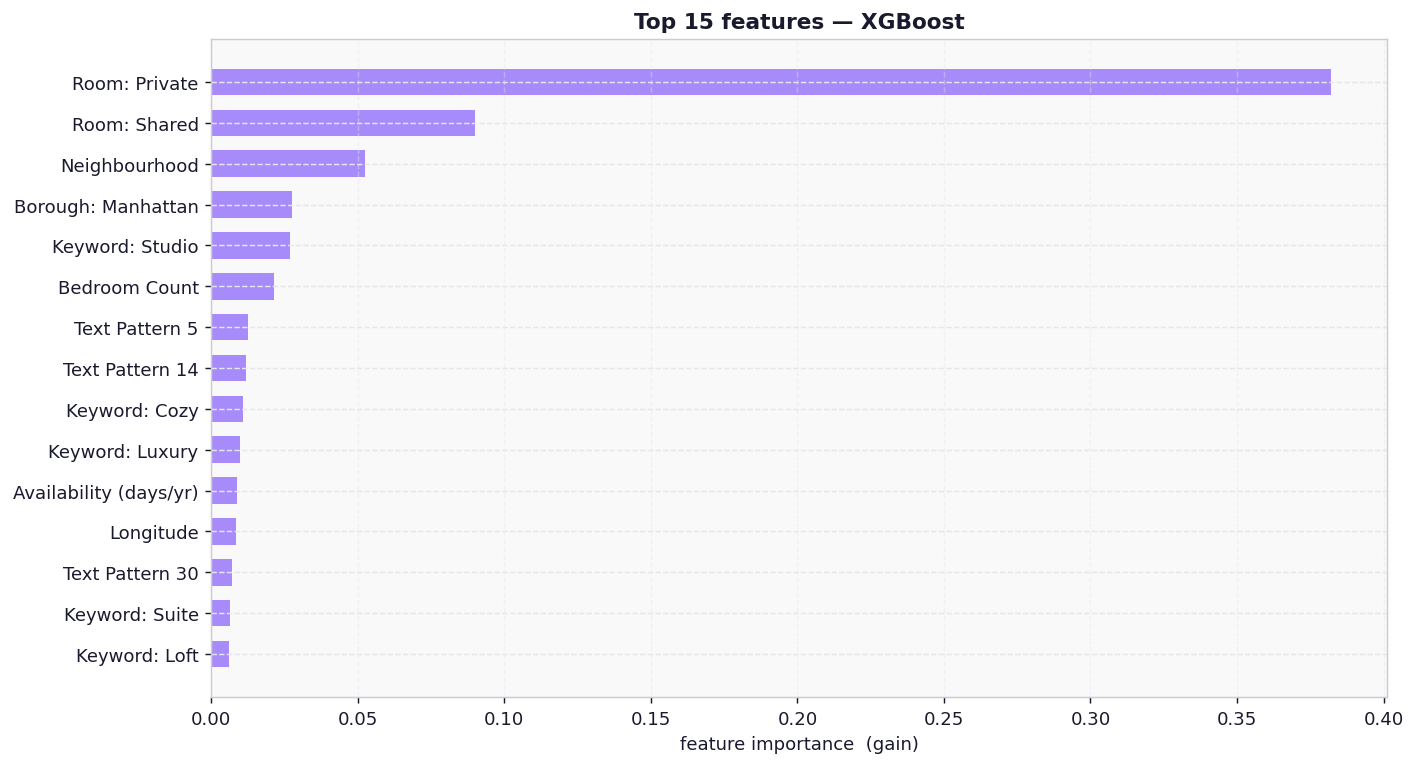 Top 15 features — XGBoost
Room: Private
Room: Shared
Neighbourhood
Borough: Manhattan
Keyword: Studio
Bedroom Count
Text Pattern 5
Text Pattern 14
Keyword: Cozy
Keyword: Luxury
Availability (days/yr)
Longitude
Text Pattern 30
Keyword: Suite
Keyword: Loft
0.00 0.05 0.10 0.15 0.20 0.25 0.30 0.35 0.40
feature importance (gain)